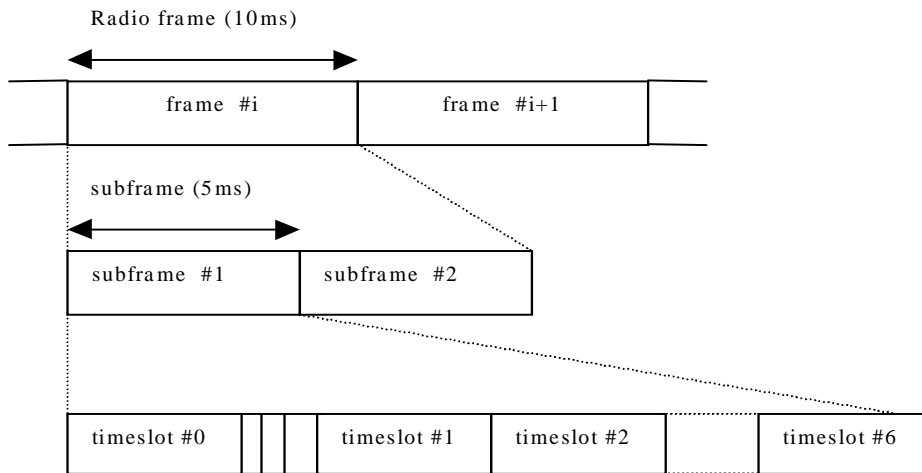 Radio frame (10ms)
frame #i frame #i+1
subframe (5ms)
subframe #1 subframe #2
timeslot #0 timeslot #1 timeslot #2 timeslot #6